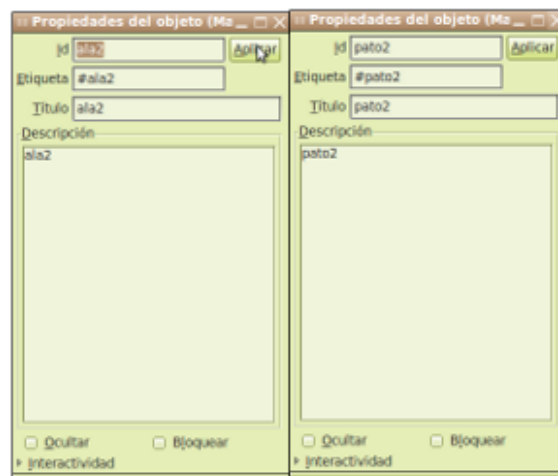 Propiedades del objeto (Ma
Id ala2 Aplicar
Etiqueta #ala2
Título ala2
Descripción
ala2
Ocultar Bloquear
Interactividad
Propiedades del objeto (Ma
Id pato2 Aplicar
Etiqueta #pato2
Título pato2
Descripción
pato2
Ocultar Bloquear
Interactividad